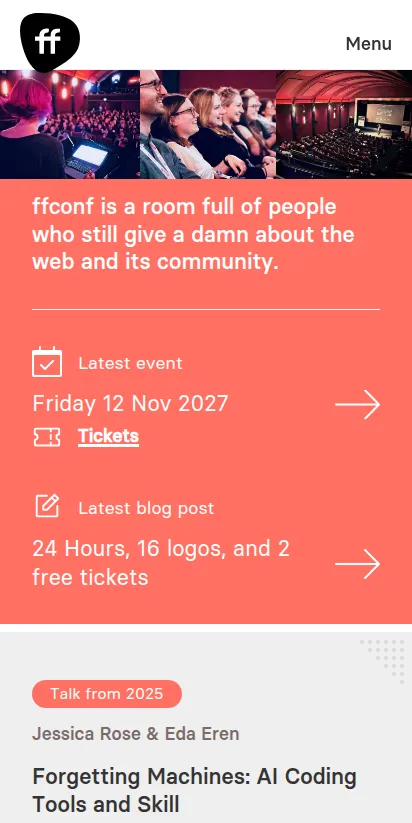 ff
Menu
ffconf is a room full of people
who still give a damn about the
web and its community.
Latest event
Friday 12 Nov 2027
Tickets
Latest blog post
24 Hours, 16 logos, and 2
free tickets
Talk from 2025
Jessica Rose & Eda Eren
Forgetting Machines: AI Coding
Tools and Skill